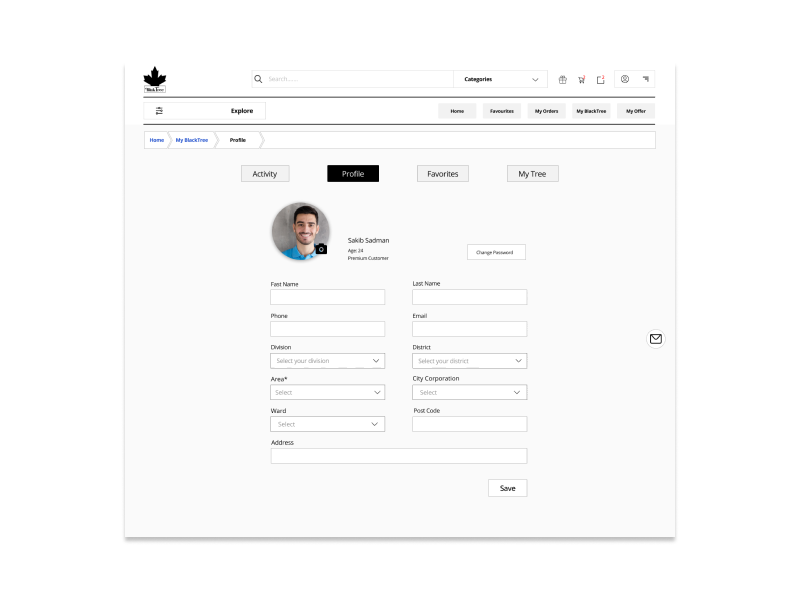 BlackTree
Search......
Categories
Explore
Home
Favourites
My Orders
My BlackTree
My Offer
Home
My BlackTree
Profile
Activity
Profile
Favorites
My Tree
Sakib Sadman
Age: 24
Premium Customer
Change Password
Fast Name
Last Name
Phone
Email
Division
District
Select your division
Select your district
Area*
City Corporation
Select
Select
Ward
Post Code
Select
Address
Save